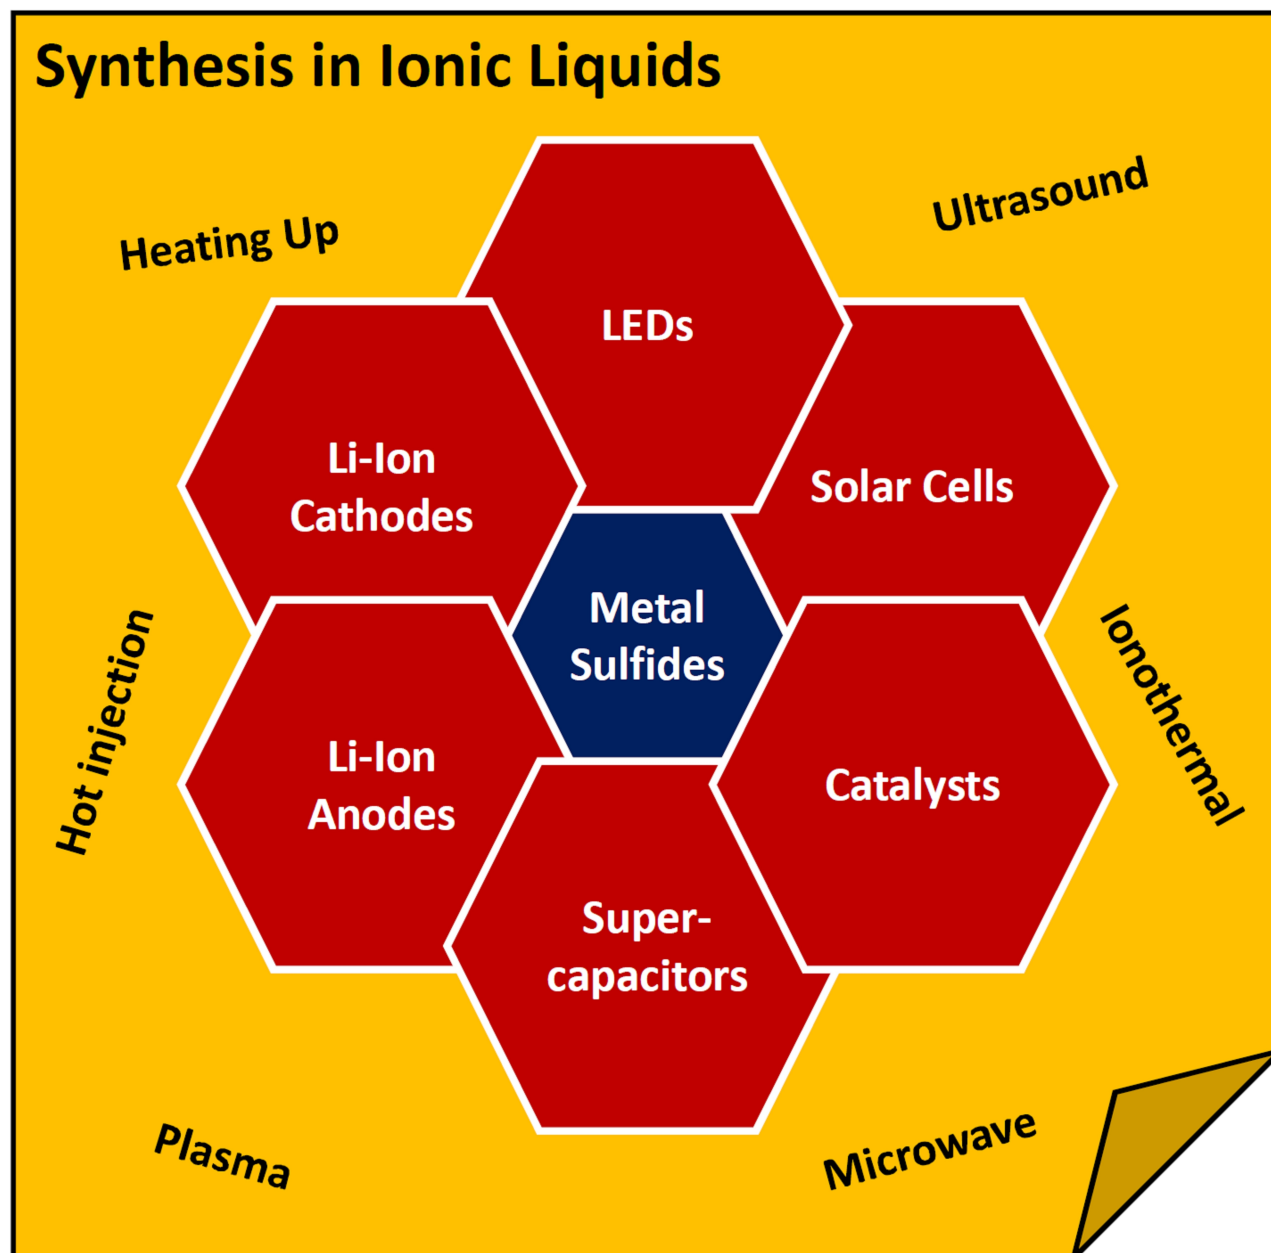 Synthesis in Ionic Liquids
Heating Up
Ultrasound
LEDs
Li-Ion
Cathodes
Solar Cells
Metal
Sulfides
Hot injection
Ionothermal
Li-Ion
Anodes
Catalysts
Super-
capacitors
Plasma
Microwave